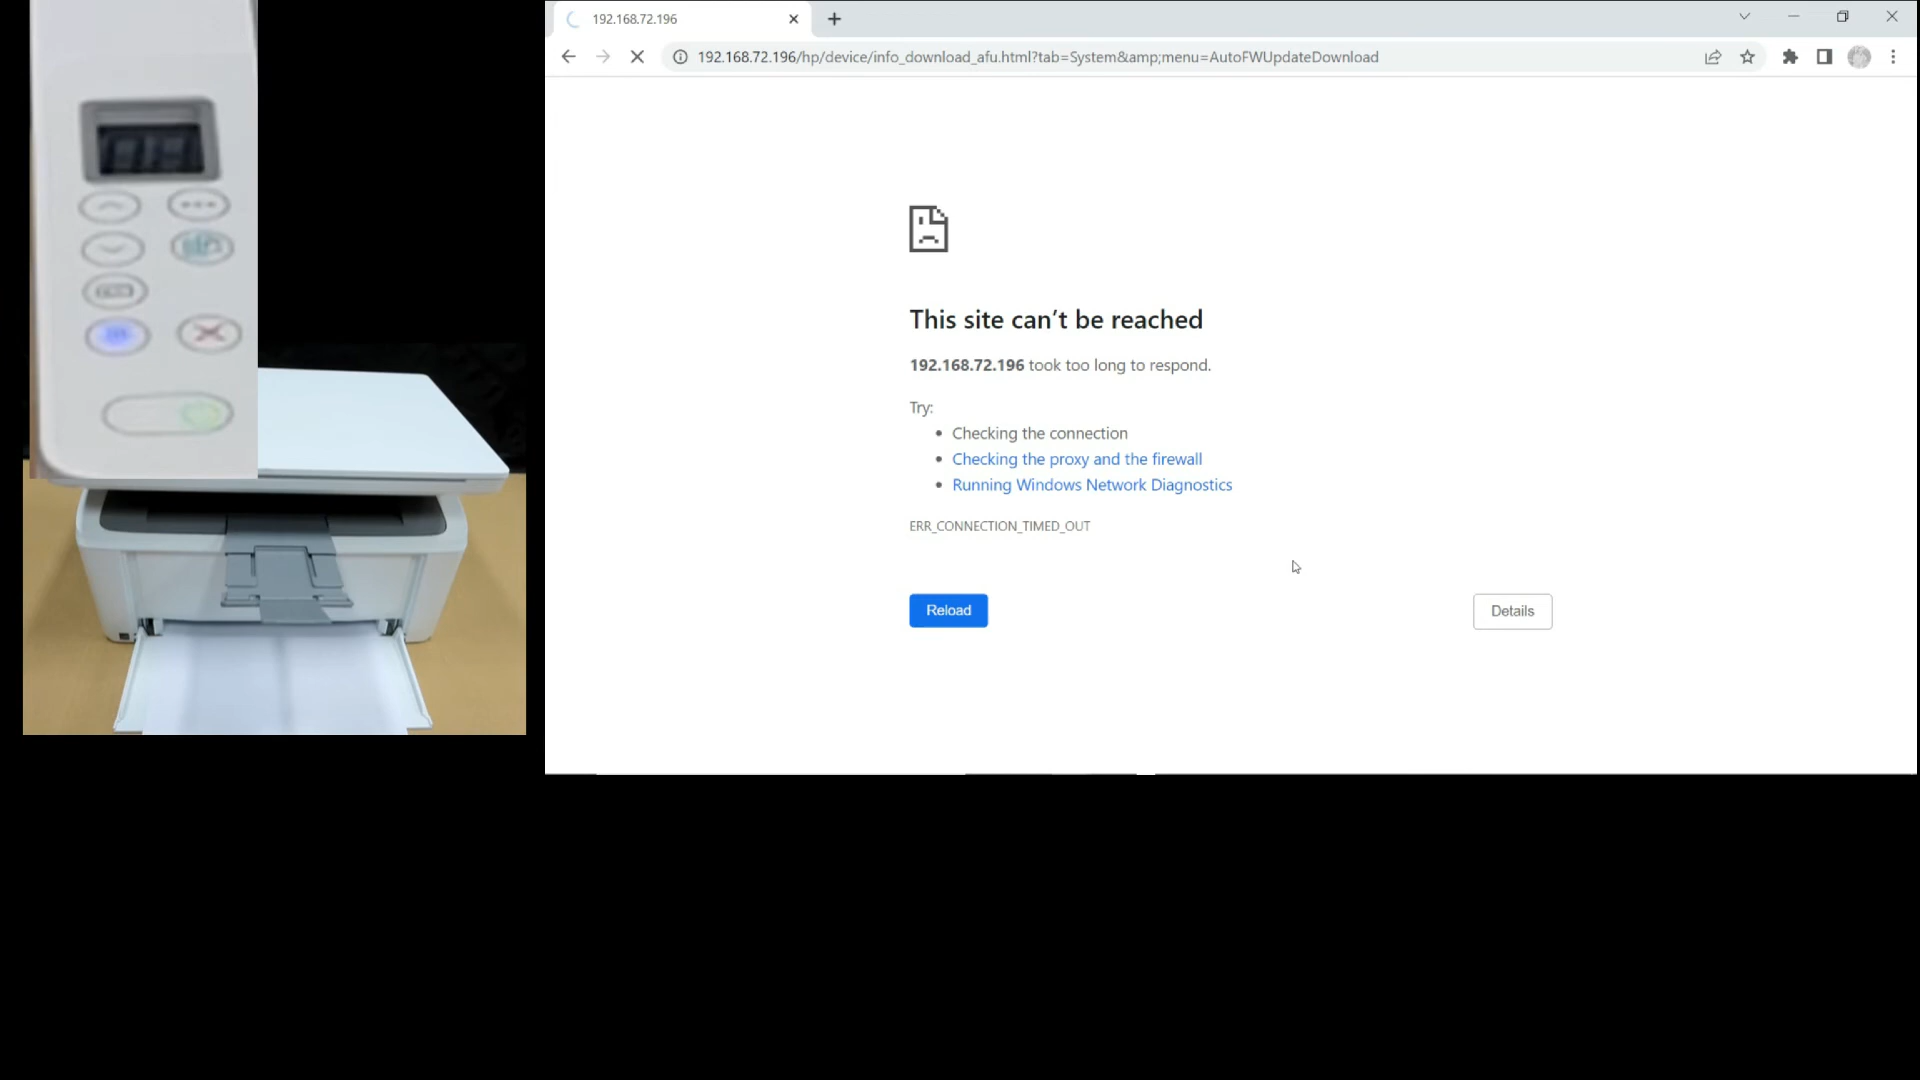 192.168.72.196
192.168.72.196/hp/device/info_download_afu.html?tab=System&amp;menu=AutoFWUpdateDownload
This site can’t be reached
192.168.72.196 took too long to respond.
Try:
Checking the connection
Checking the proxy and the firewall
Running Windows Network Diagnostics
ERR_CONNECTION_TIMED_OUT
Reload
Details